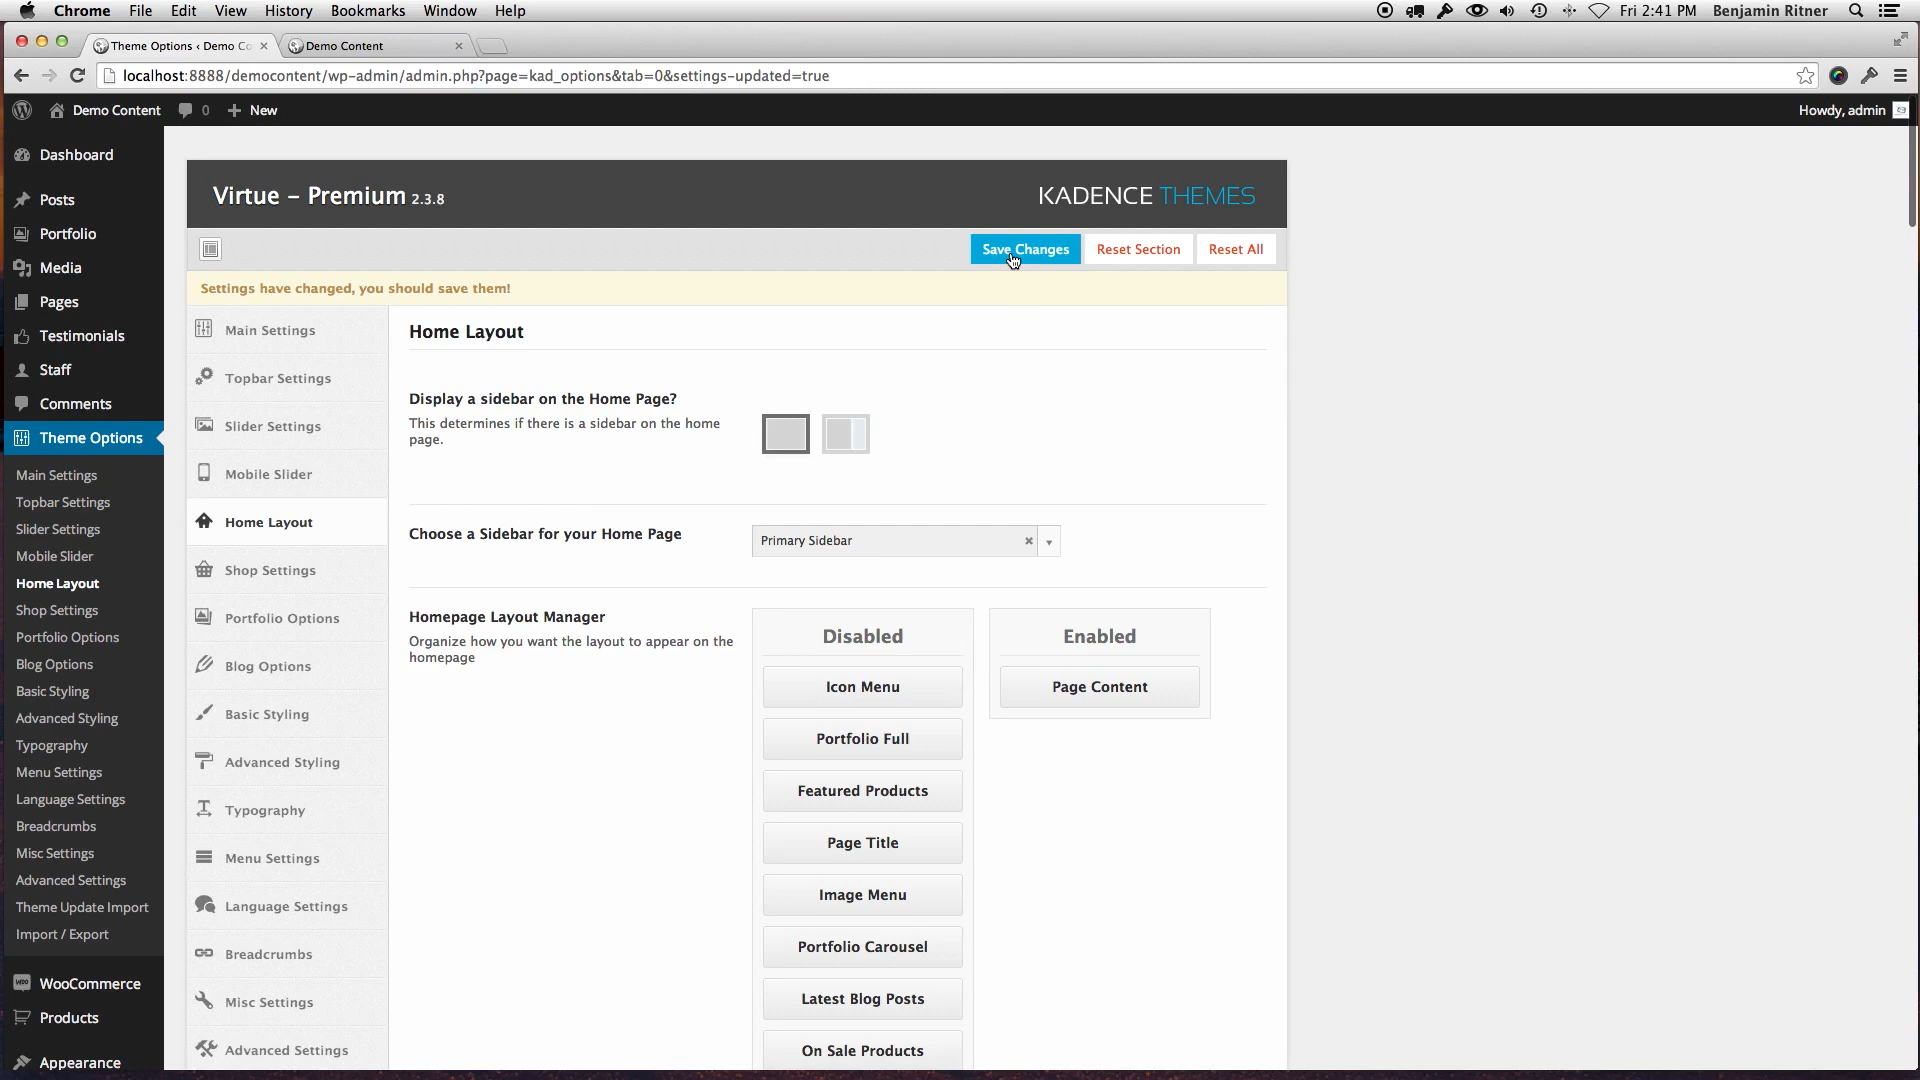 Chrome File Edit View History Bookmarks Window Help Fri 2:41 PM Benjamin Ritner
Theme Options ‹ Demo Co Demo Content
localhost:8888/democontent/wp-admin/admin.php?page=kad_options&tab=0&settings-updated=true
Demo Content 0 New Howdy, admin
Dashboard
Posts
Portfolio
Media
Pages
Testimonials
Staff
Comments
Theme Options
Main Settings
Topbar Settings
Slider Settings
Mobile Slider
Home Layout
Shop Settings
Portfolio Options
Blog Options
Basic Styling
Advanced Styling
Typography
Menu Settings
Language Settings
Breadcrumbs
Misc Settings
Advanced Settings
Theme Update Import
Import / Export
WooCommerce
Products
Appearance
Virtue – Premium 2.3.8
KADENCE THEMES
Save Changes Reset Section Reset All
Settings have changed, you should save them!
Main Settings
Topbar Settings
Slider Settings
Mobile Slider
Home Layout
Shop Settings
Portfolio Options
Blog Options
Basic Styling
Advanced Styling
Typography
Menu Settings
Language Settings
Breadcrumbs
Misc Settings
Advanced Settings
Home Layout
Display a sidebar on the Home Page?
This determines if there is a sidebar on the home
page.
Choose a Sidebar for your Home Page
Primary Sidebar
Homepage Layout Manager
Organize how you want the layout to appear on the
homepage
Disabled
Icon Menu
Portfolio Full
Featured Products
Page Title
Image Menu
Portfolio Carousel
Latest Blog Posts
On Sale Products
Enabled
Page Content